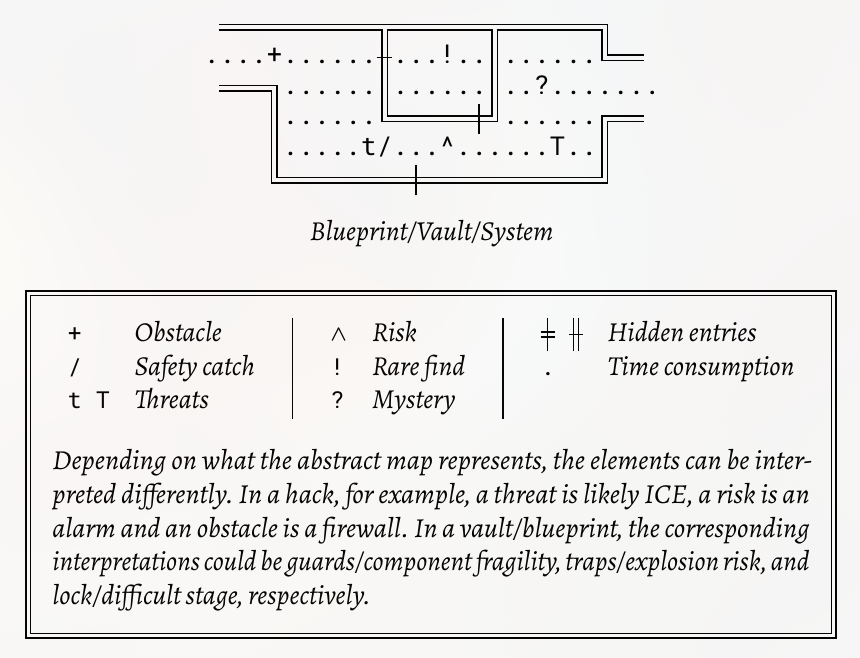 ....+......┼...!.. ......
...... ...... ..?.......
...... ......
.....t/...^......T..
Blueprint/Vault/System
+ Obstacle
/ Safety catch
t T Threats
^ Risk
! Rare find
? Mystery
╪ ╫ Hidden entries
. Time consumption
Depending on what the abstract map represents, the elements can be inter-
preted differently. In a hack, for example, a threat is likely ICE, a risk is an
alarm and an obstacle is a firewall. In a vault/blueprint, the corresponding
interpretations could be guards/component fragility, traps/explosion risk, and
lock/difficult stage, respectively.